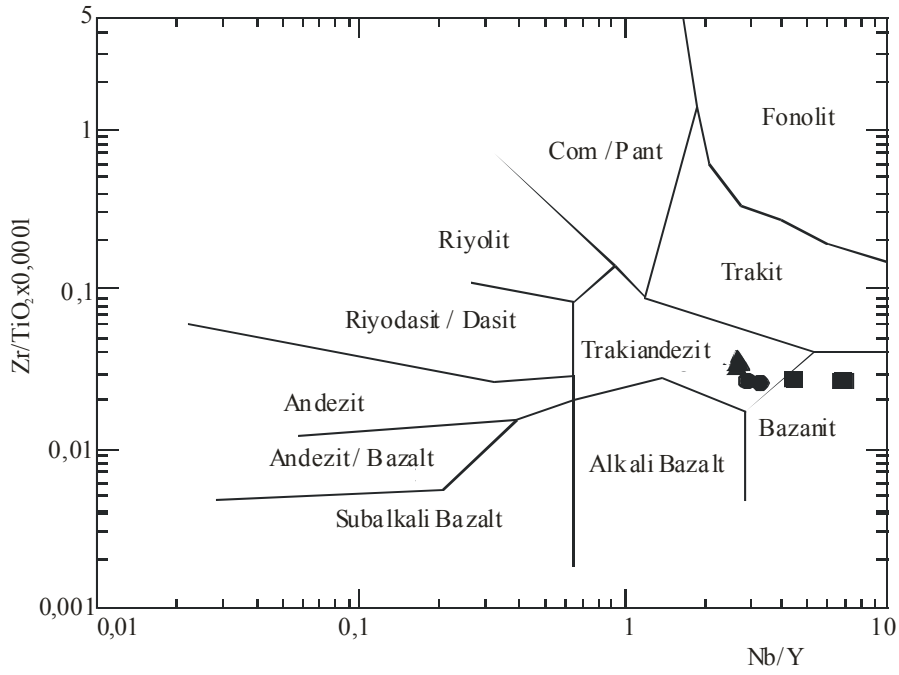 5
Fonolit
1
Com /Pant
Riyolit
Trakit
Zr/TiO₂x0,0001
0,1
Riyodasit / Dasit
Trakiandezit
Andezit
Bazanit
0,01
Andezit/ Bazalt
Alkali Bazalt
Subalkali Bazalt
0,001
0,01
0,1
1
10
Nb/Y